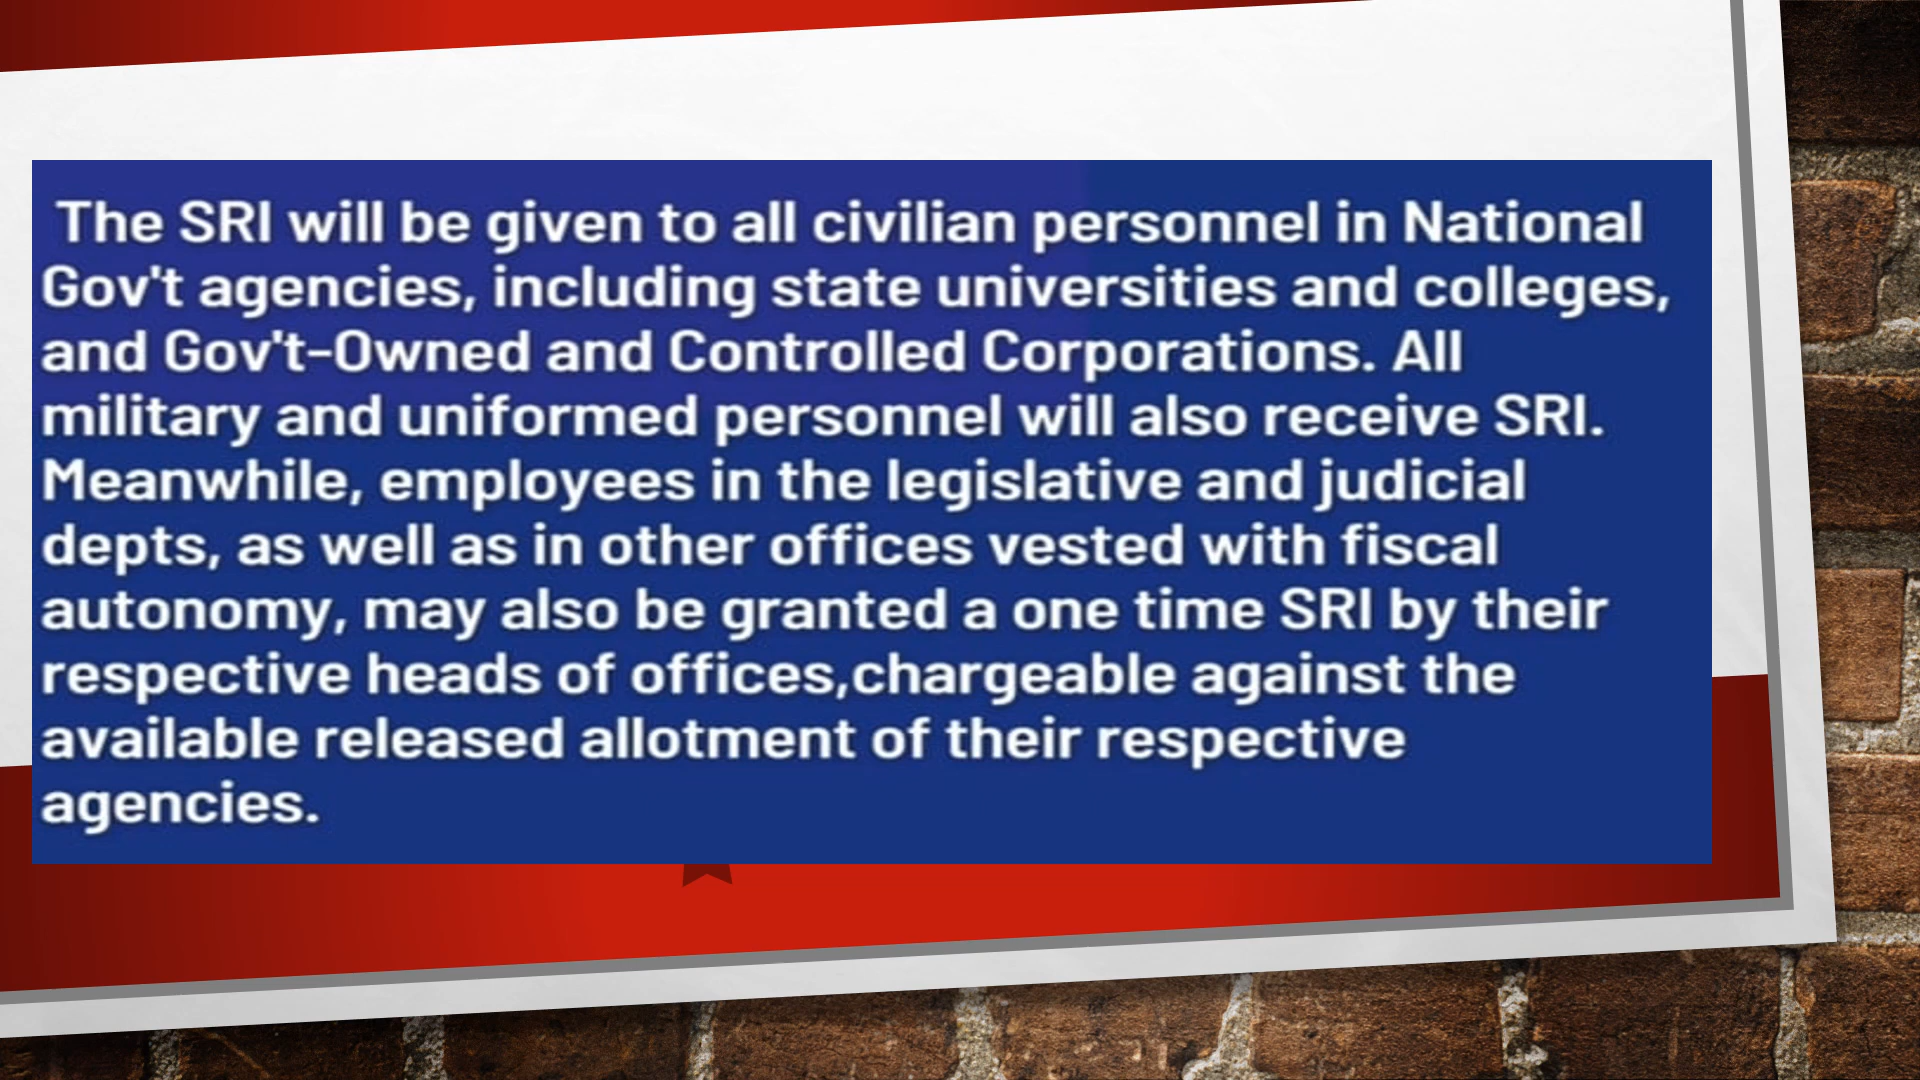 The SRI will be given to all civilian personnel in National
Gov't agencies, including state universities and colleges,
and Gov't-Owned and Controlled Corporations. All
military and uniformed personnel will also receive SRI.
Meanwhile, employees in the legislative and judicial
depts, as well as in other offices vested with fiscal
autonomy, may also be granted a one time SRI by their
respective heads of offices,chargeable against the
available released allotment of their respective
agencies.